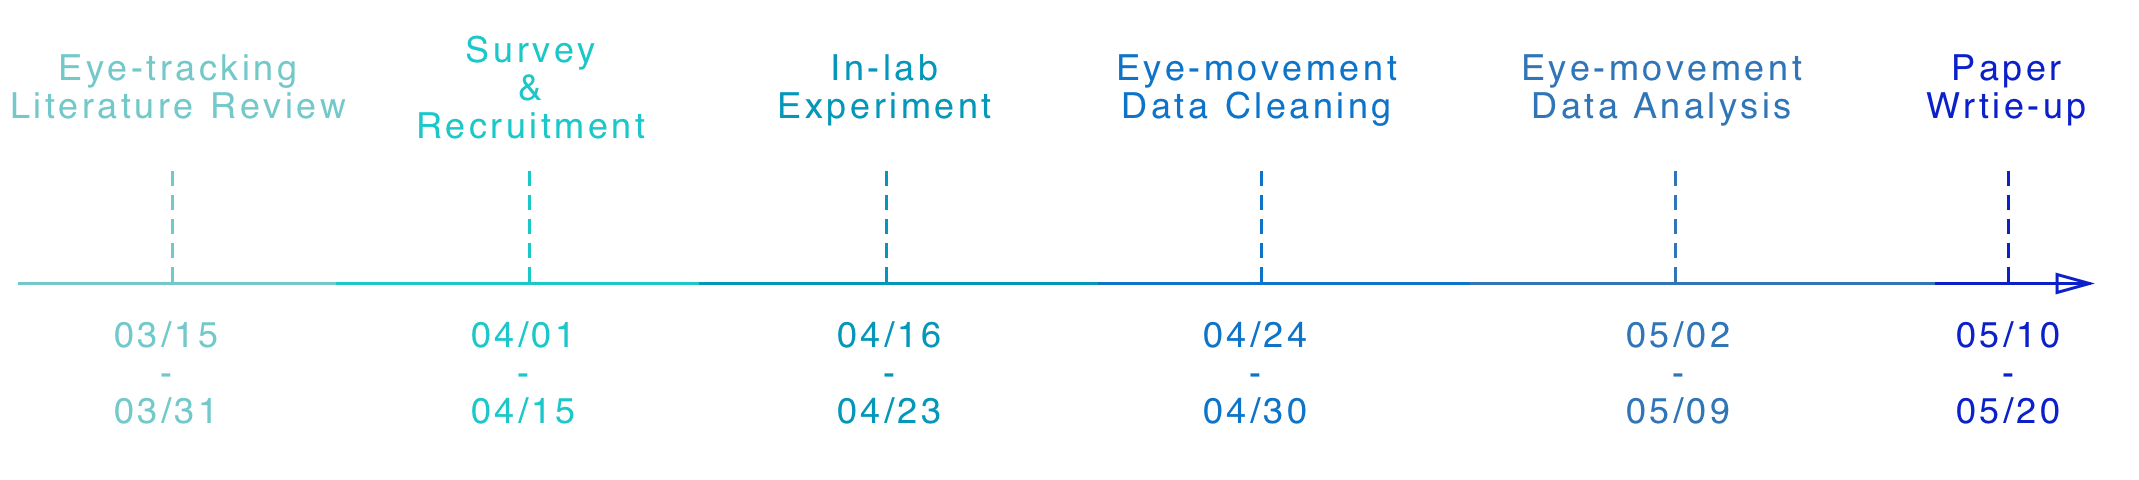 Eye-tracking
Literature Review
Survey
&
Recruitment
In-lab
Experiment
Eye-movement
Data Cleaning
Eye-movement
Data Analysis
Paper
Wrtie-up
03/15
-
03/31
04/01
-
04/15
04/16
-
04/23
04/24
-
04/30
05/02
-
05/09
05/10
-
05/20